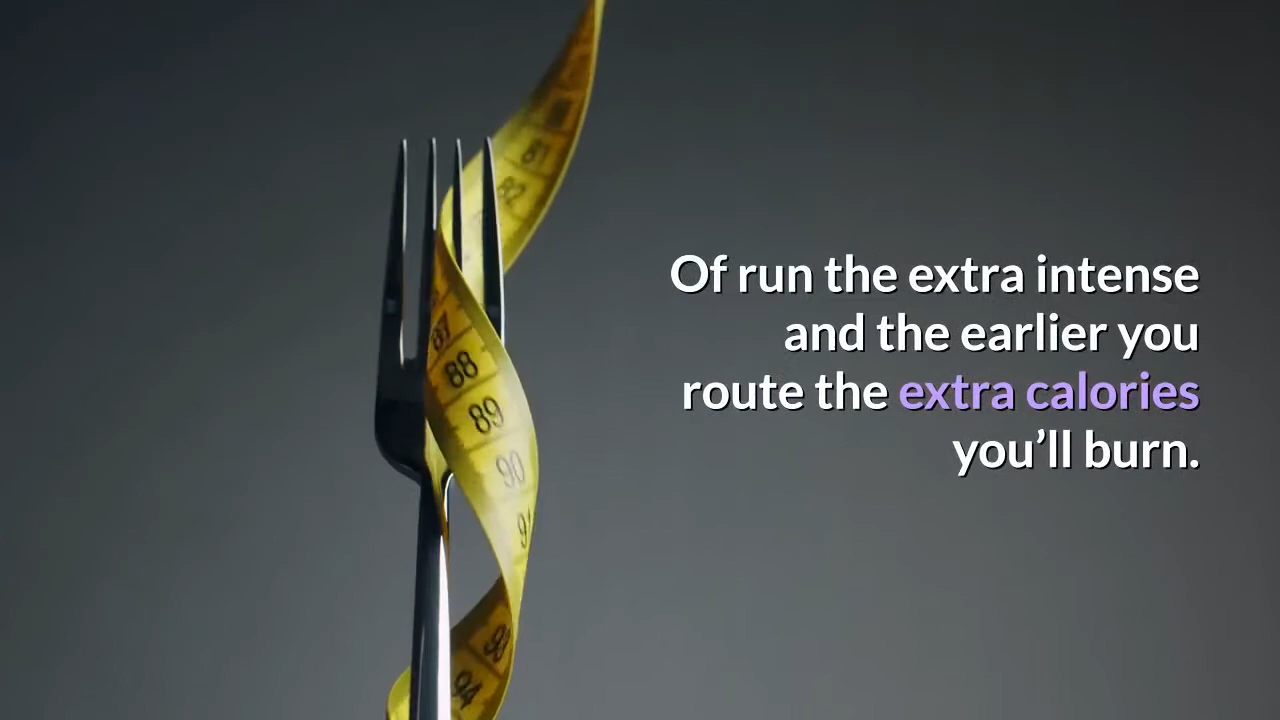 Of run the extra intense
and the earlier you
route the extra calories
you’ll burn.
87
88
89
90